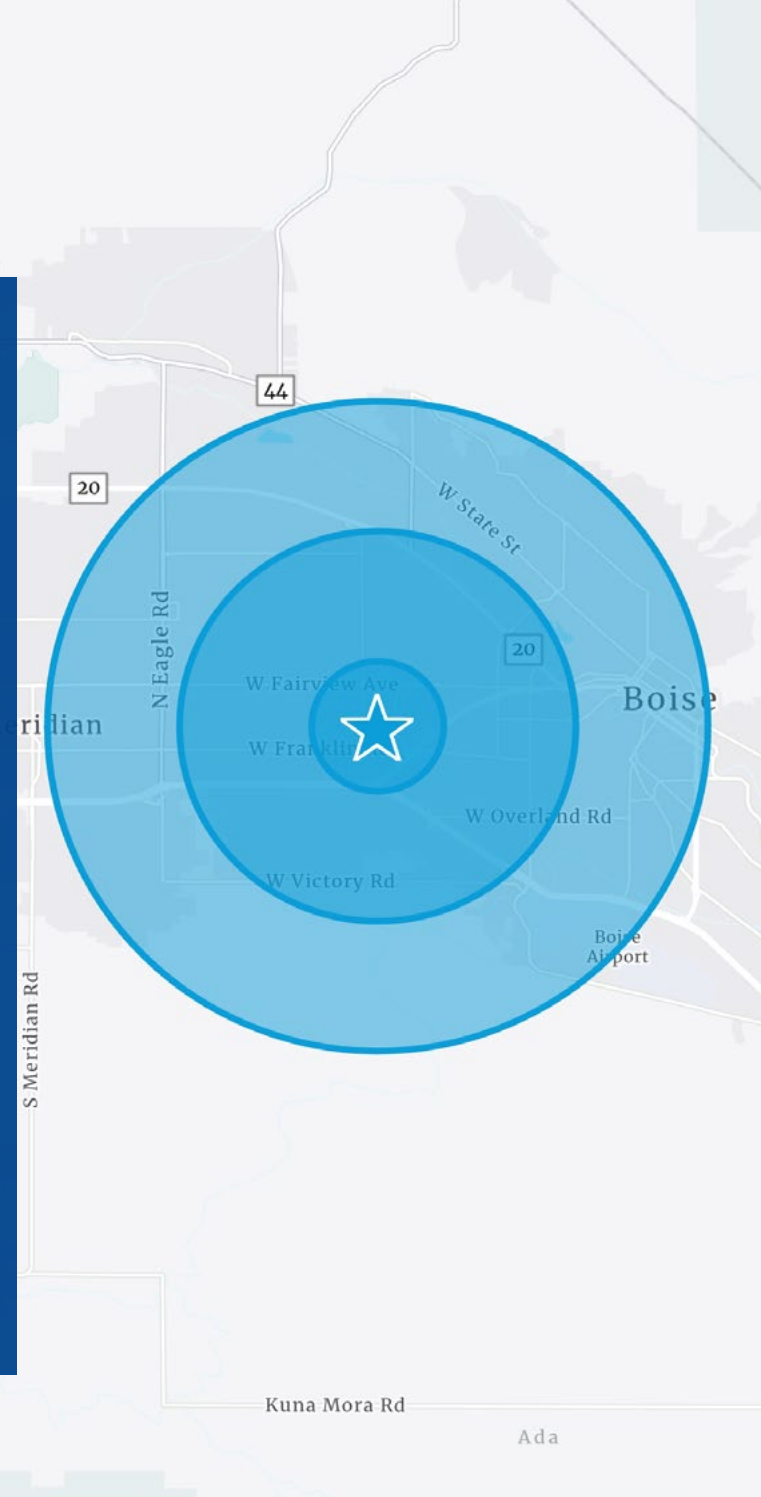 44
20
W State St
N Eagle Rd
20
W Fairview Ave
Boise
eridian
W Franklin
W Overland Rd
W Victory Rd
Boise
Airport
S Meridian Rd
Kuna Mora Rd
Ada